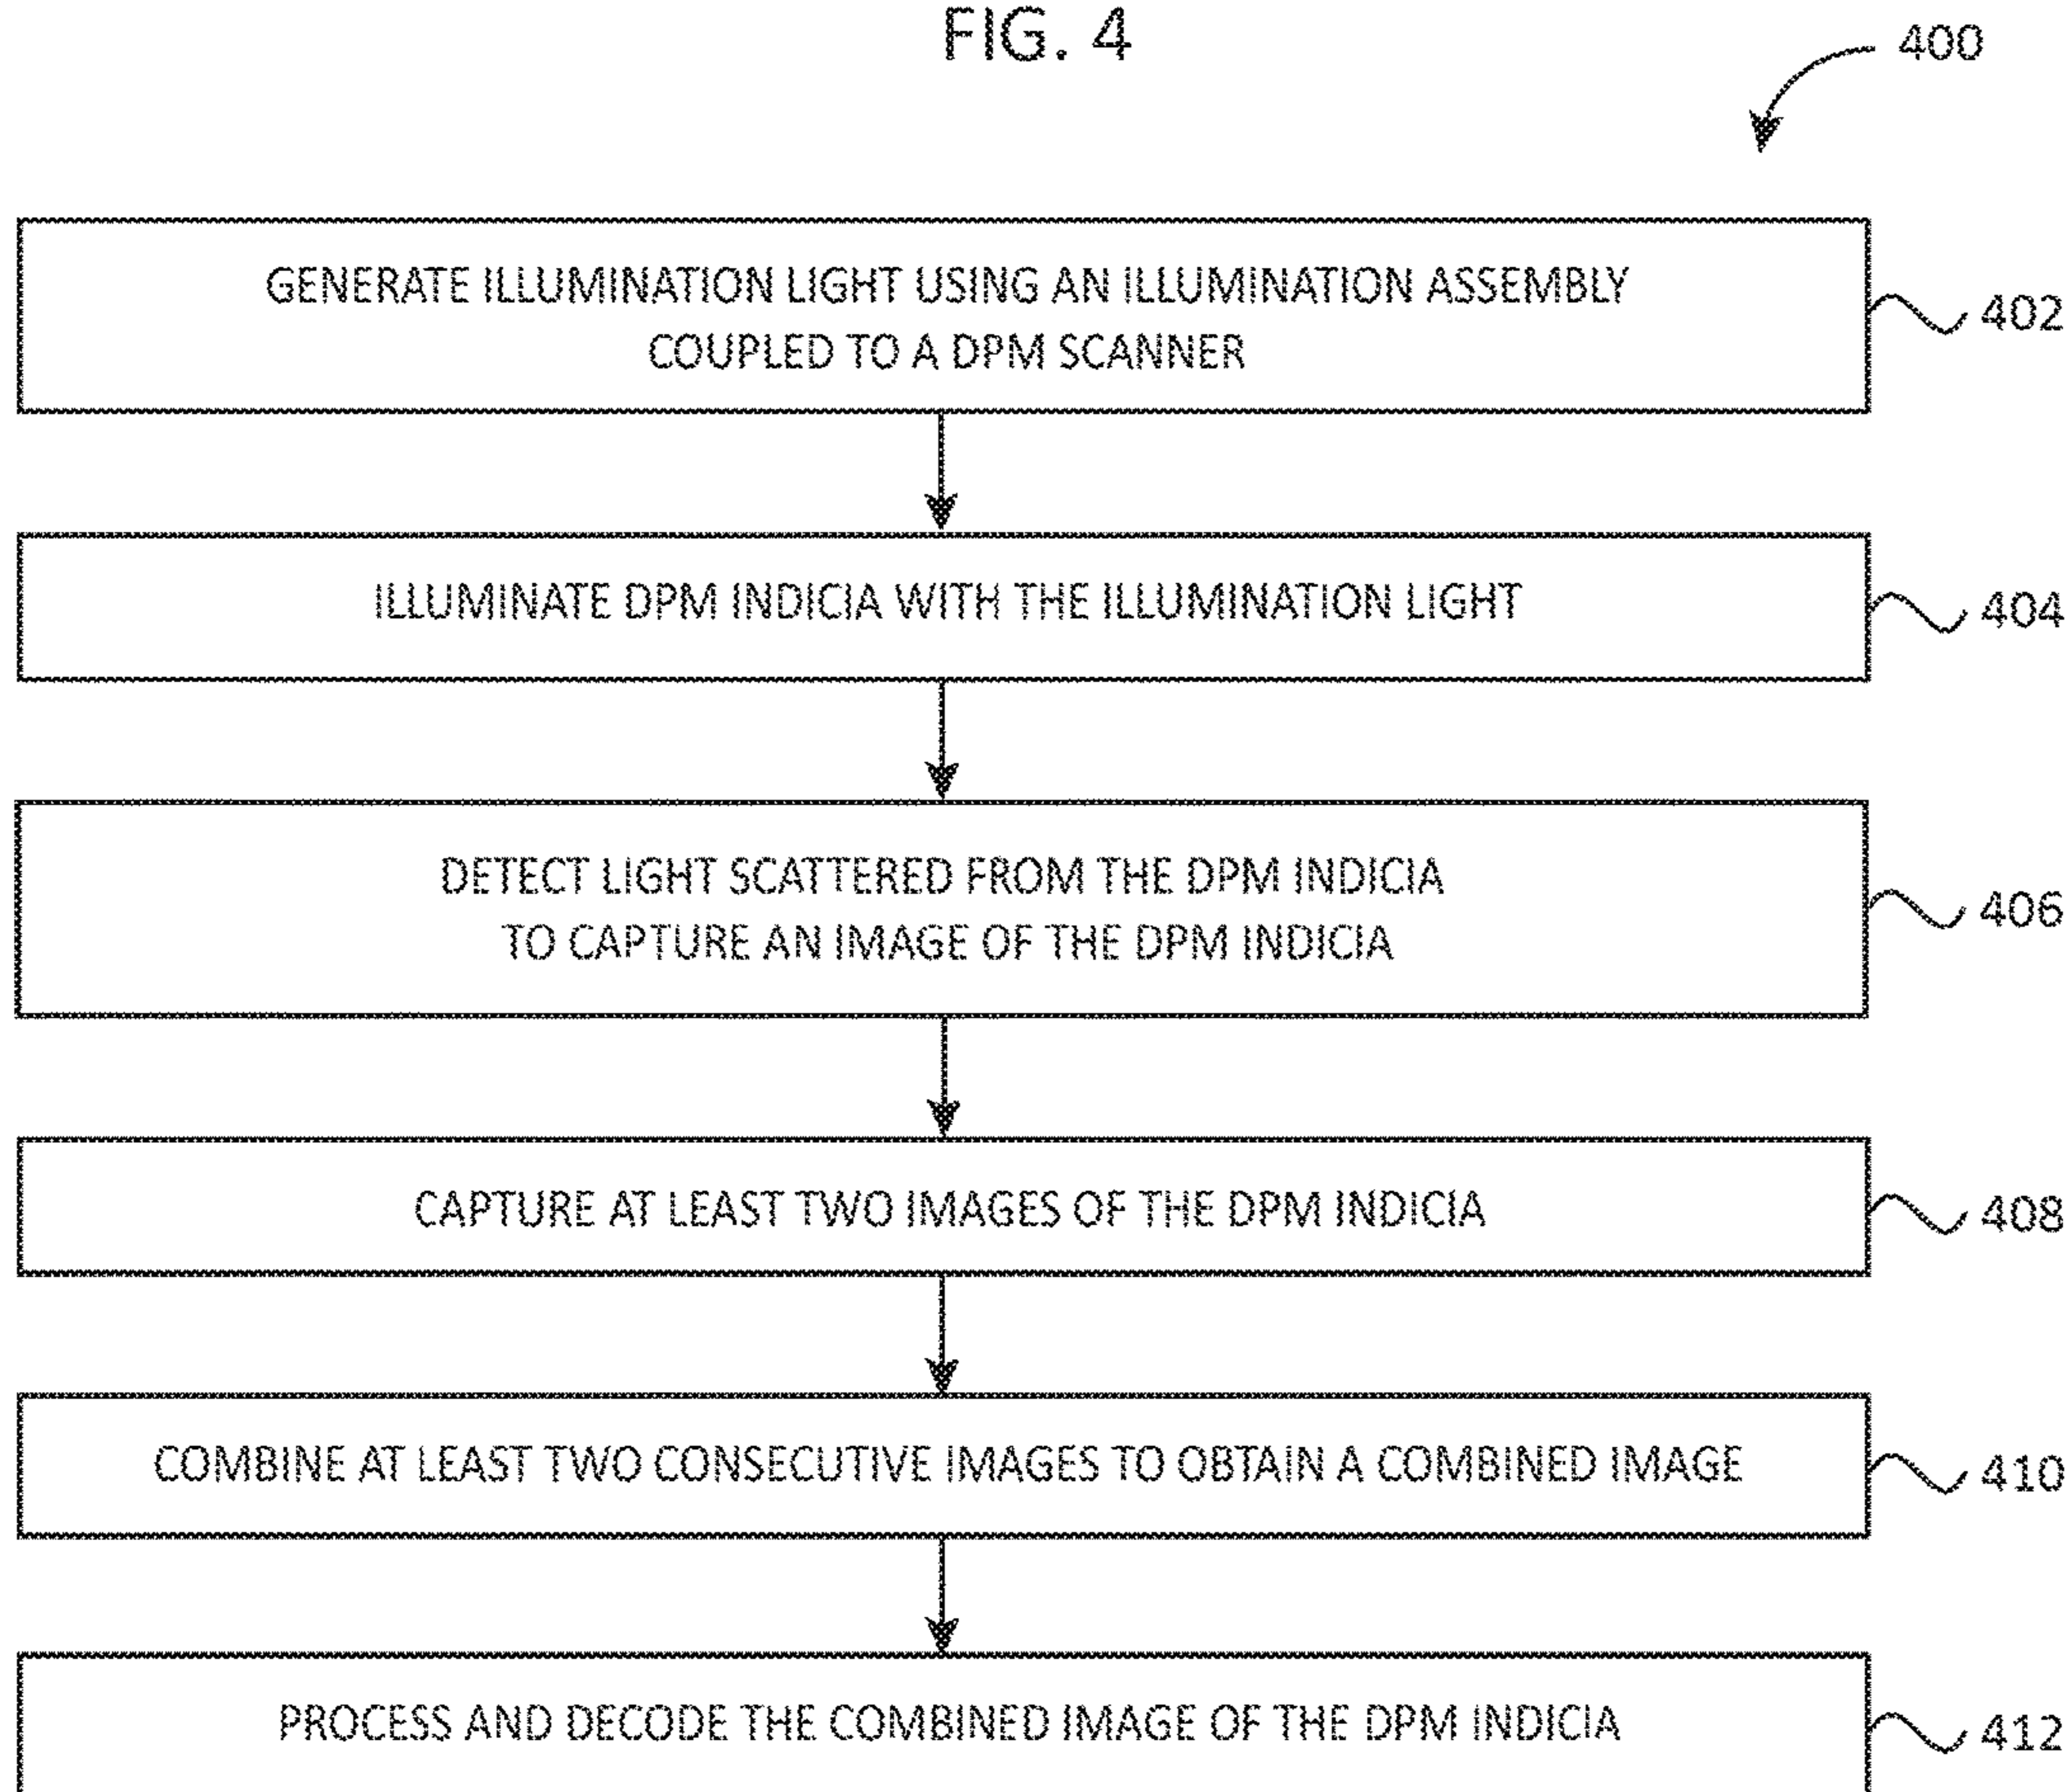 FIG. 4
400
GENERATE ILLUMINATION LIGHT USING AN ILLUMINATION ASSEMBLY
COUPLED TO A DPM SCANNER
402
ILLUMINATE DPM INDICIA WITH THE ILLUMINATION LIGHT
404
DETECT LIGHT SCATTERED FROM THE DPM INDICIA
TO CAPTURE AN IMAGE OF THE DPM INDICIA
406
CAPTURE AT LEAST TWO IMAGES OF THE DPM INDICIA
408
COMBINE AT LEAST TWO CONSECUTIVE IMAGES TO OBTAIN A COMBINED IMAGE
410
PROCESS AND DECODE THE COMBINED IMAGE OF THE DPM INDICIA
412